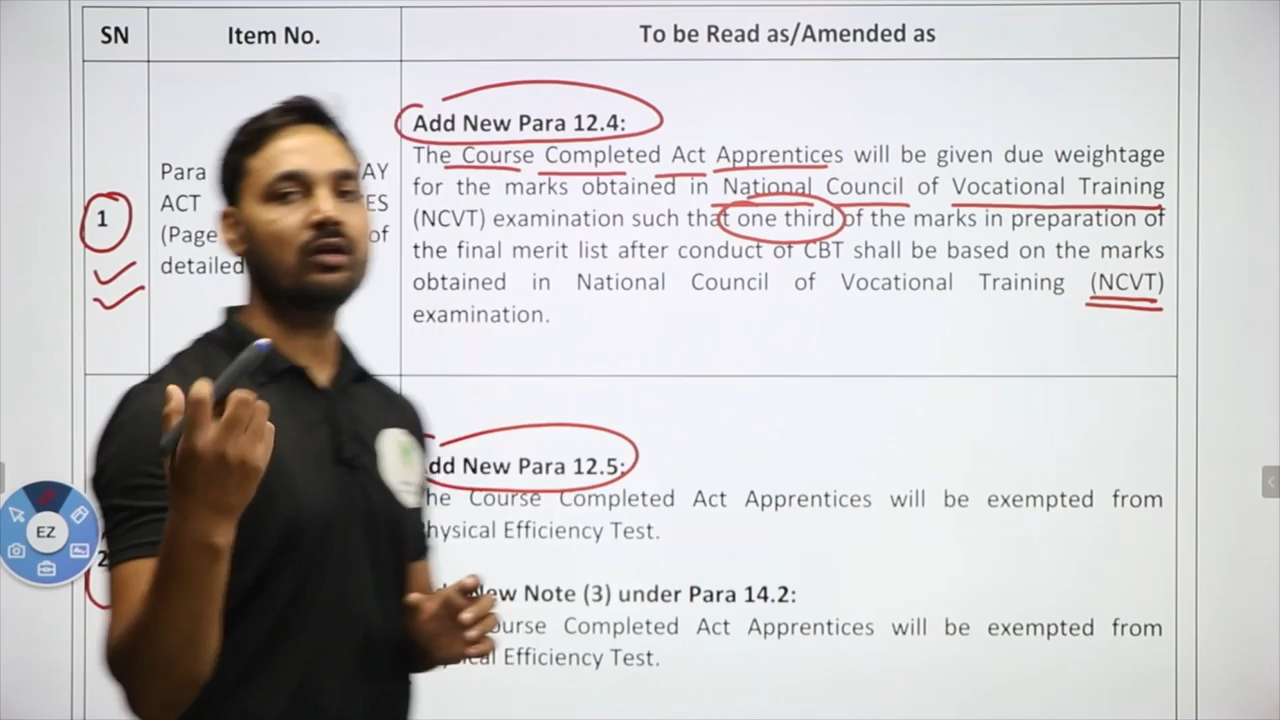 SN
Item No.
To be Read as/Amended as
1
Para
AY
ACT
ES
(Page
of
detailed
Add New Para 12.4:
The Course Completed Act Apprentices will be given due weightage
for the marks obtained in National Council of Vocational Training
(NCVT) examination such that one third of the marks in preparation of
the final merit list after conduct of CBT shall be based on the marks
obtained in National Council of Vocational Training (NCVT)
examination.
2
dd New Para 12.5:
he Course Completed Act Apprentices will be exempted from
hysical Efficiency Test.
ew Note (3) under Para 14.2:
ourse Completed Act Apprentices will be exempted from
cal Efficiency Test.
EZ